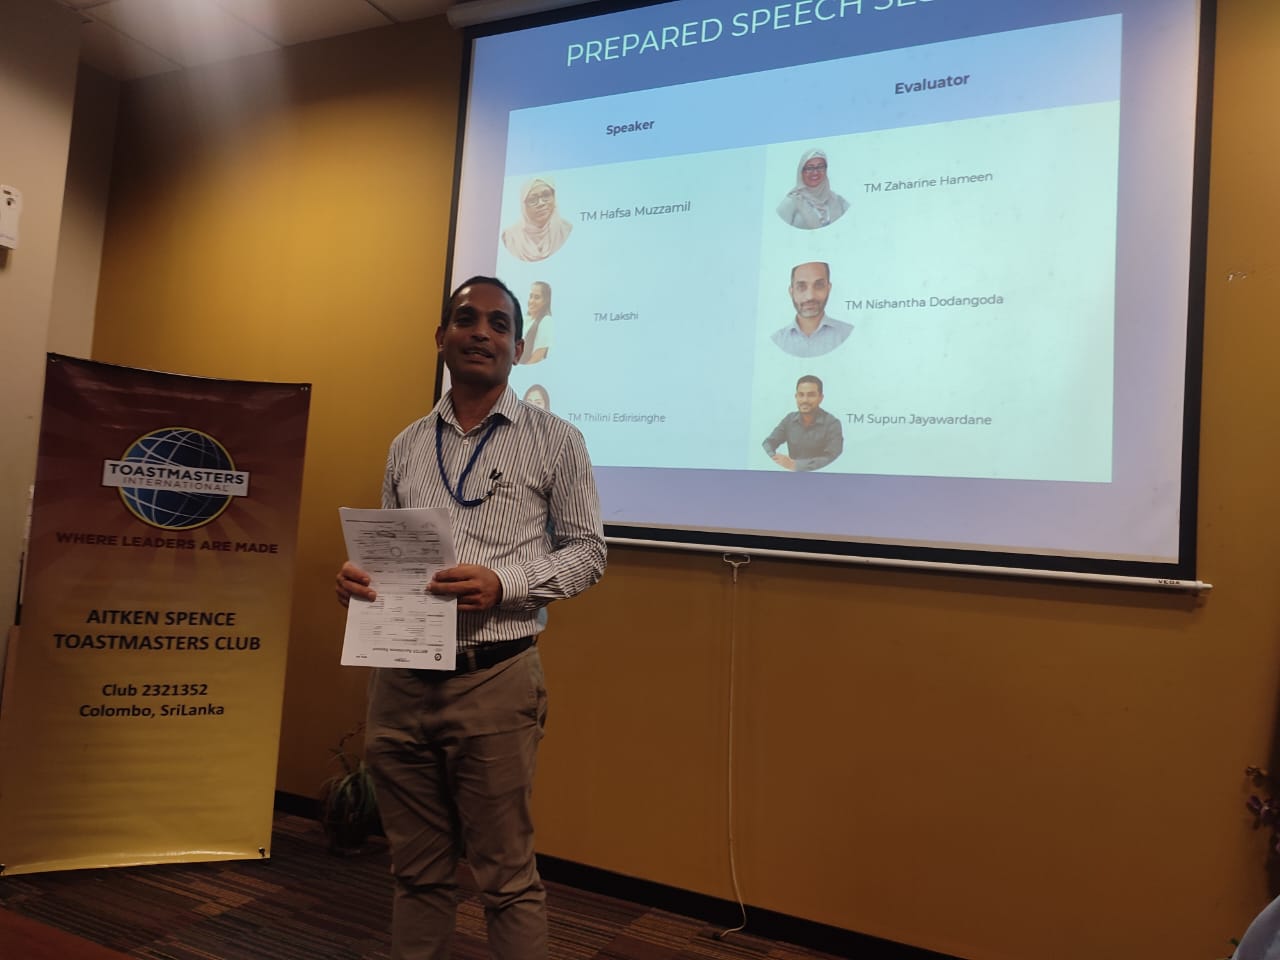 PREPARED SPEECH
Speaker
Evaluator
TM Hafsa Muzzamil
TM Zaharine Hameen
TM Lakshi
TM Nishantha Dodangoda
TM Thilini Edirisinghe
TM Supun Jayawardane
VEGA
TOASTMASTERS
INTERNATIONAL
WHERE LEADERS ARE MADE
AITKEN SPENCE
TOASTMASTERS CLUB
Club 2321352
Colombo, SriLanka